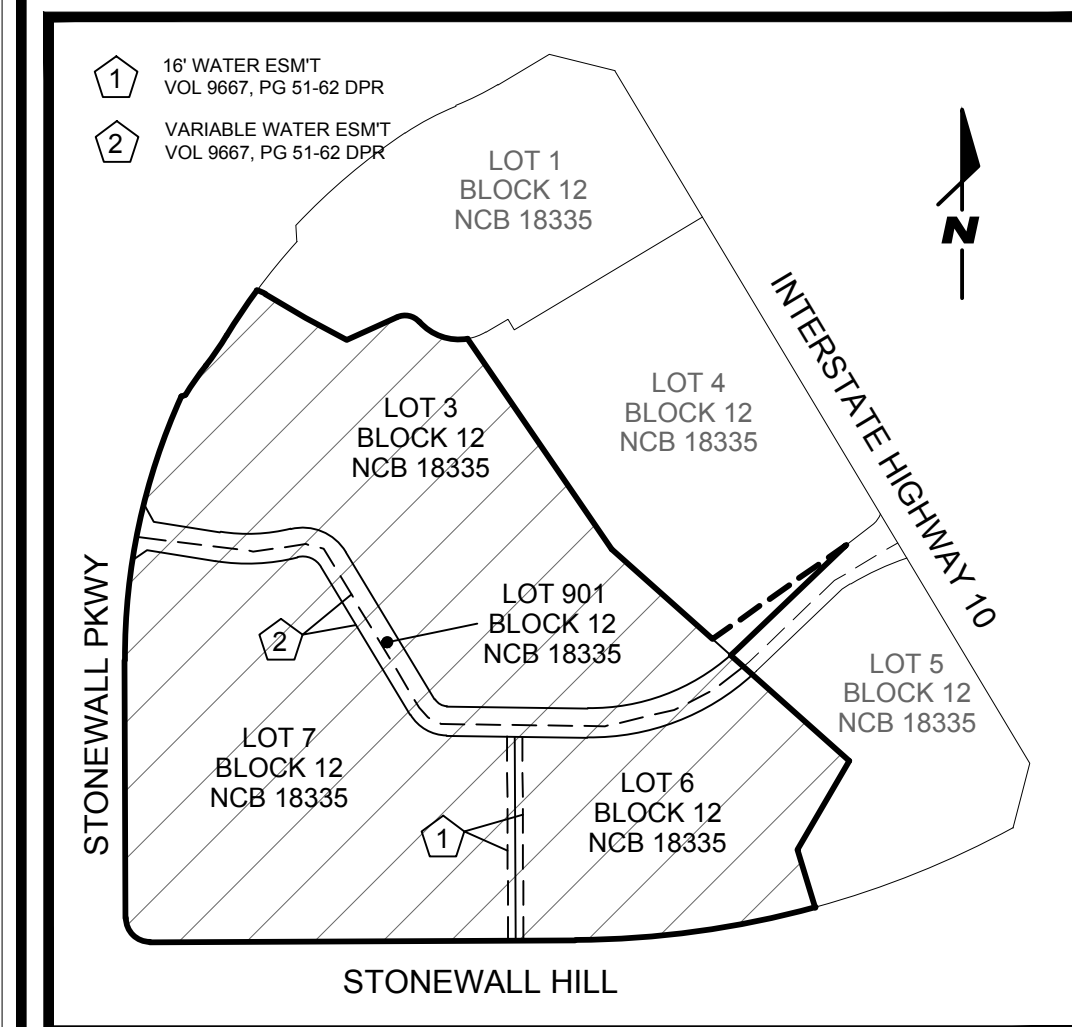 1
16' WATER ESM'T
VOL 9667, PG 51-62 DPR
2
VARIABLE WATER ESM'T
VOL 9667, PG 51-62 DPR
LOT 1
BLOCK 12
NCB 18335
N
INTERSTATE HIGHWAY 10
LOT 4
BLOCK 12
NCB 18335
LOT 3
BLOCK 12
NCB 18335
STONEWALL PKWY
LOT 901
BLOCK 12
NCB 18335
2
LOT 5
BLOCK 12
NCB 18335
LOT 7
BLOCK 12
NCB 18335
LOT 6
BLOCK 12
NCB 18335
1
STONEWALL HILL